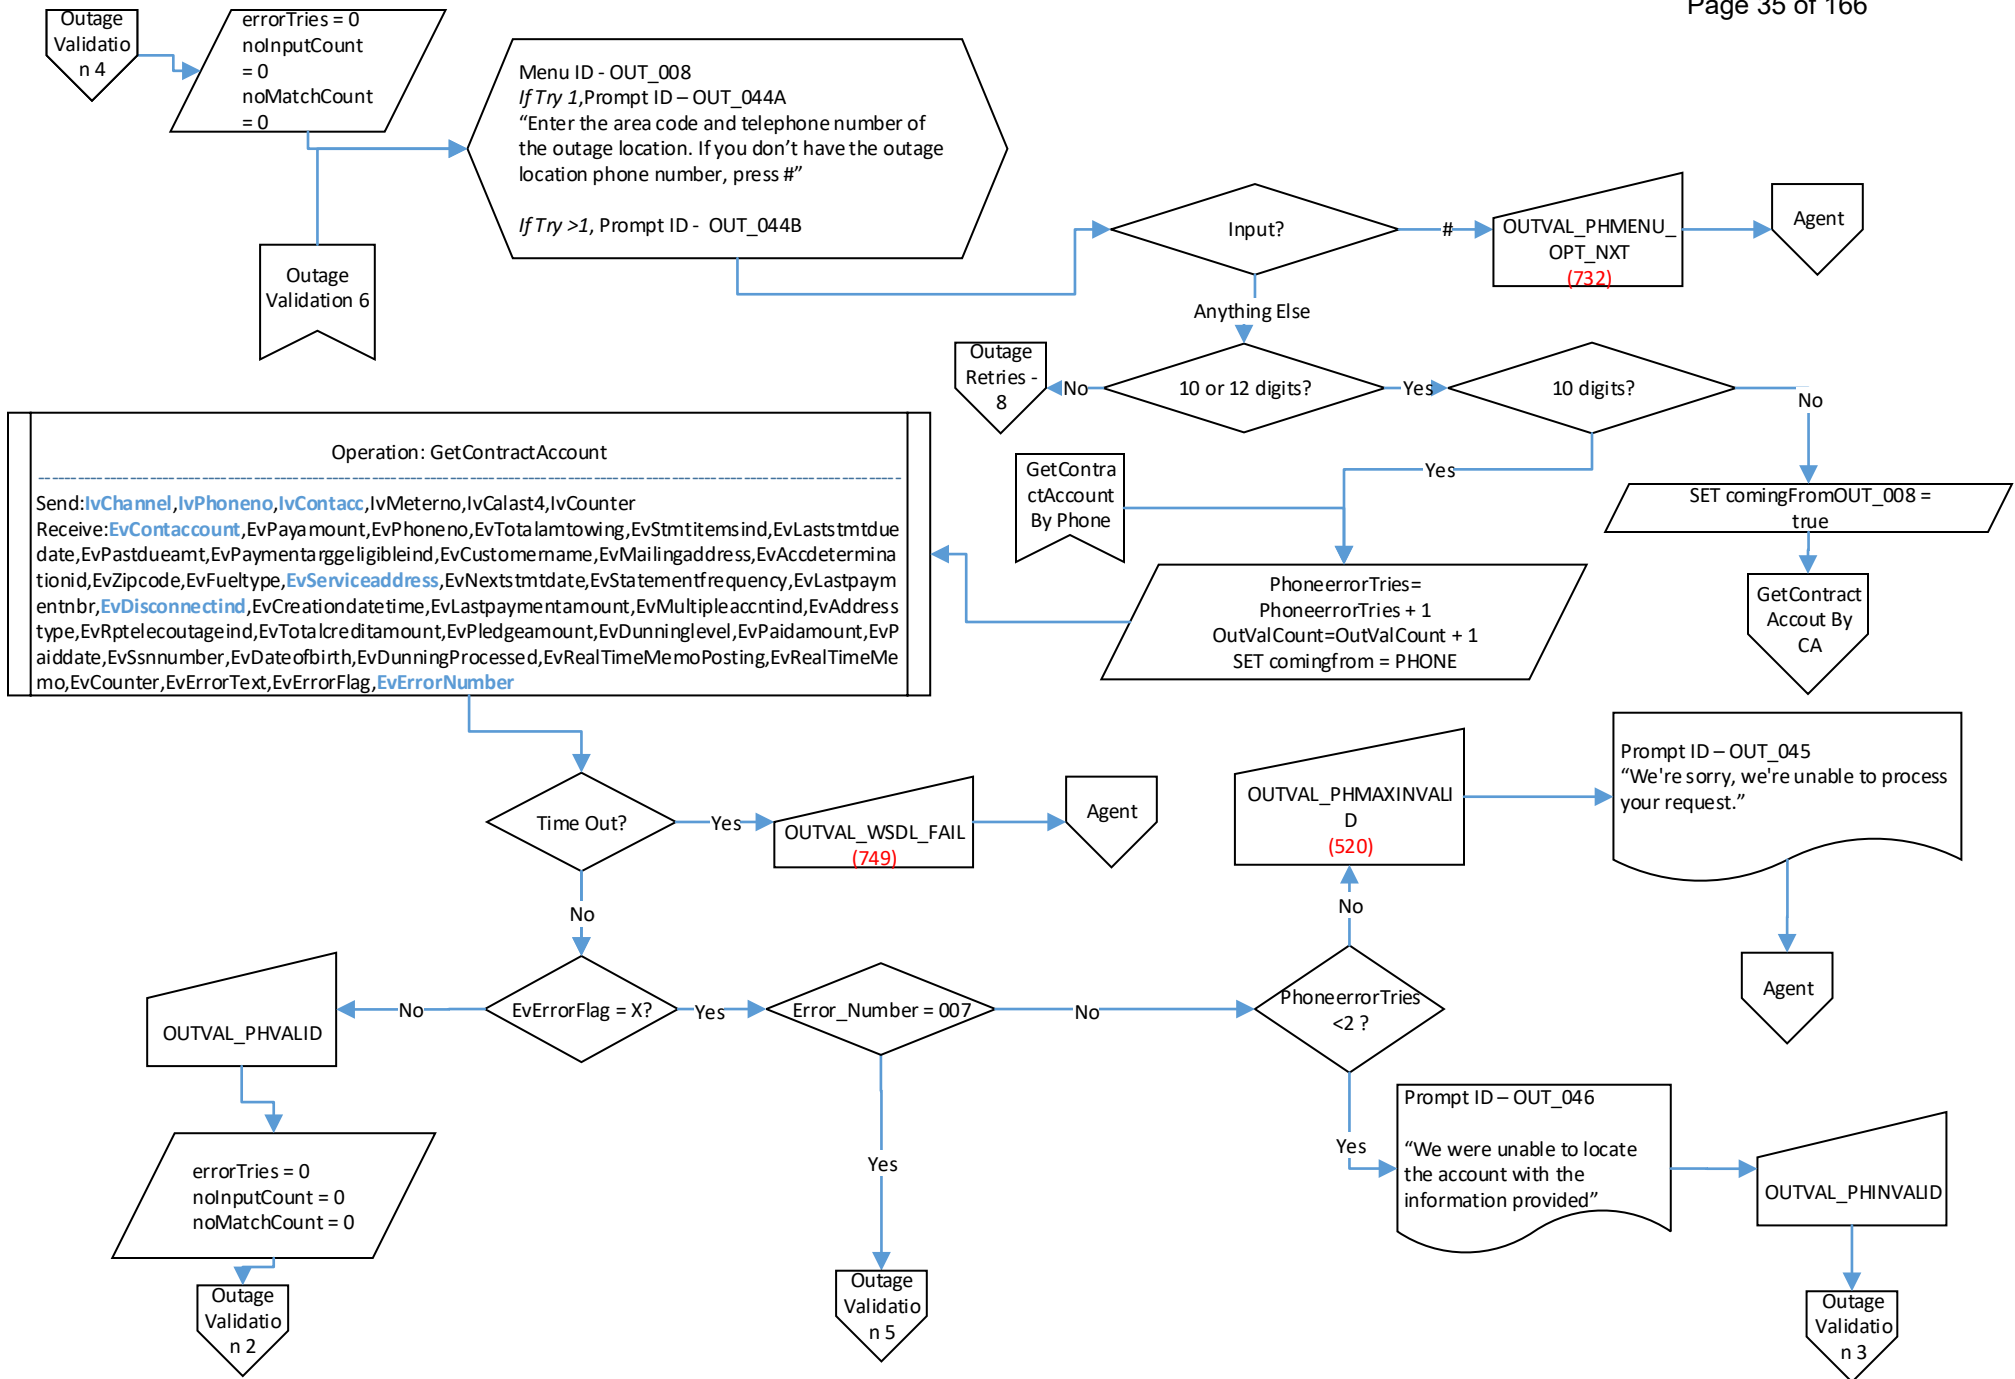 Page 35 of 166
Outage
Validatio
n 4
errorTries = 0
noInputCount
= 0
noMatchCount
= 0
Menu ID - OUT_008
If Try 1,Prompt ID – OUT_044A
“Enter the area code and telephone number of
the outage location. If you don’t have the outage
location phone number, press #”
If Try >1, Prompt ID - OUT_044B
Outage
Validation 6
Input?
#
OUTVAL_PHMENU_
OPT_NXT
(732)
Agent
Anything Else
Outage
Retries -
8
No
10 or 12 digits?
Yes
10 digits?
No
Yes
GetContra
ctAccount
By Phone
SET comingFromOUT_008 =
true
GetContract
Accout By
CA
PhoneerrorTries=
PhoneerrorTries + 1
OutValCount=OutValCount + 1
SET comingfrom = PHONE
Operation: GetContractAccount
Send:IvChannel,IvPhoneno,IvContacc,IvMeterno,IvCalast4,IvCounter
Receive:EvContaccount,EvPayamount,EvPhoneno,EvTotalamtowing,EvStmtitemsind,EvLaststmtdue
date,EvPastdueamt,EvPaymentarggeligibleind,EvCustomername,EvMailingaddress,EvAccdetermina
tionid,EvZipcode,EvFueltype,EvServiceaddress,EvNextstmtdate,EvStatementfrequency,EvLastpaym
entnbr,EvDisconnectind,EvCreationdatetime,EvLastpaymentamount,EvMultipleaccntind,EvAddress
type,EvRptelecoutageind,EvTotalcreditamount,EvPledgeamount,EvDunninglevel,EvPaidamount,EvP
aiddate,EvSsnnumber,EvDateofbirth,EvDunningProcessed,EvRealTimeMemoPosting,EvRealTimeMe
mo,EvCounter,EvErrorText,EvErrorFlag,EvErrorNumber
Time Out?
Yes
OUTVAL_WSDL_FAIL
(749)
Agent
No
OUTVAL_PHMAXINVALI
D
(520)
Prompt ID – OUT_045
“We're sorry, we're unable to process
your request.”
Agent
No
OUTVAL_PHVALID
No
EvErrorFlag = X?
Yes
Error_Number = 007
No
PhoneerrorTries
<2 ?
Yes
Prompt ID – OUT_046
“We were unable to locate
the account with the
information provided”
OUTVAL_PHINVALID
Yes
errorTries = 0
noInputCount = 0
noMatchCount = 0
Outage
Validatio
n 2
Outage
Validatio
n 5
Outage
Validatio
n 3